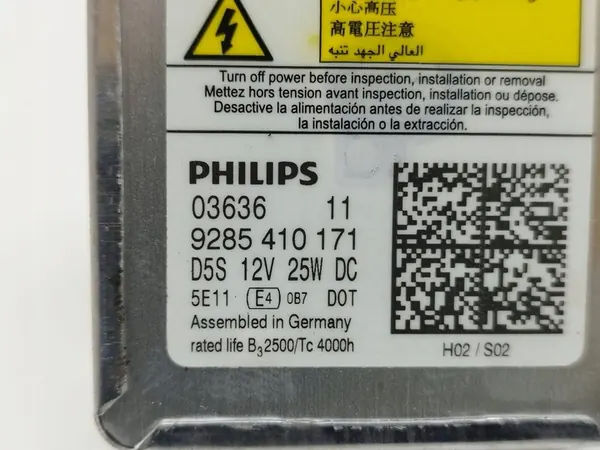 小心高压
高電圧注意
العالي الجهد تنبه
Turn off power before inspection, installation or removal
Mettez hors tension avant inspection, installation ou dépose.
Desactive la alimentación antes de realizar la inspección,
la instalación o la extracción.
PHILIPS
03636 11
9285 410 171
D5S 12V 25W DC
5E11 E4 0B7 DOT
Assembled in Germany
rated life B3 2500/Tc 4000h
H02 / S02